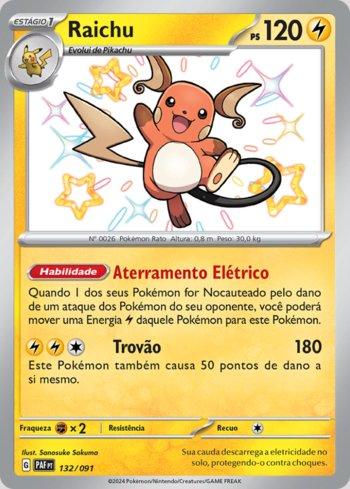 ESTÁGIO 1
Raichu
PS 120
Evolui de Pikachu
Nº 0026 Pokémon Rato Altura: 0,8 m Peso: 30,0 kg
Habilidade Aterramento Elétrico
Quando 1 dos seus Pokémon for Nocauteado pelo dano
de um ataque dos Pokémon do seu oponente, você poderá
mover uma Energia daquele Pokémon para este Pokémon.
Trovão 180
Este Pokémon também causa 50 pontos de dano a
si mesmo.
Fraqueza ×2 Resistência Recuo
Ilust. Sanosuke Sakuma
G PAF PT 132/091
Sua cauda descarrega a eletricidade no
solo, protegendo-o contra choques.
©2024 Pokémon/Nintendo/Creatures/GAME FREAK